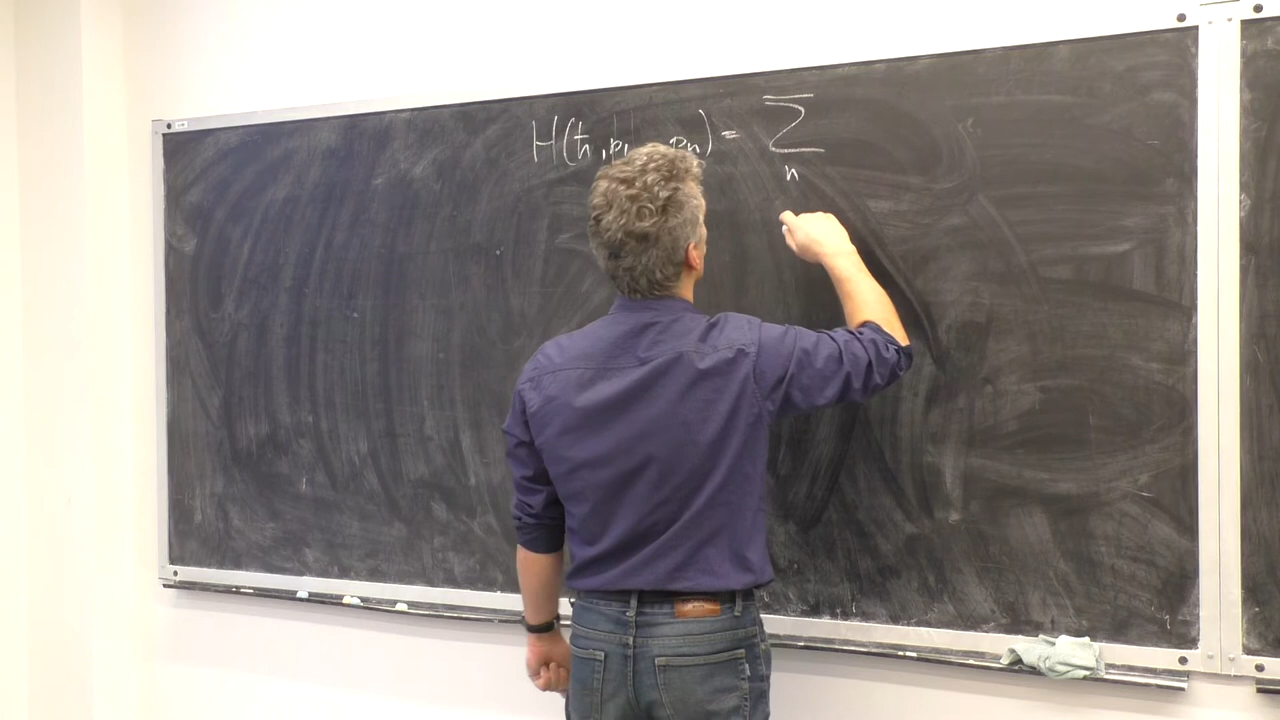 H(ℏ, p₁ , pₙ) = ∑
n